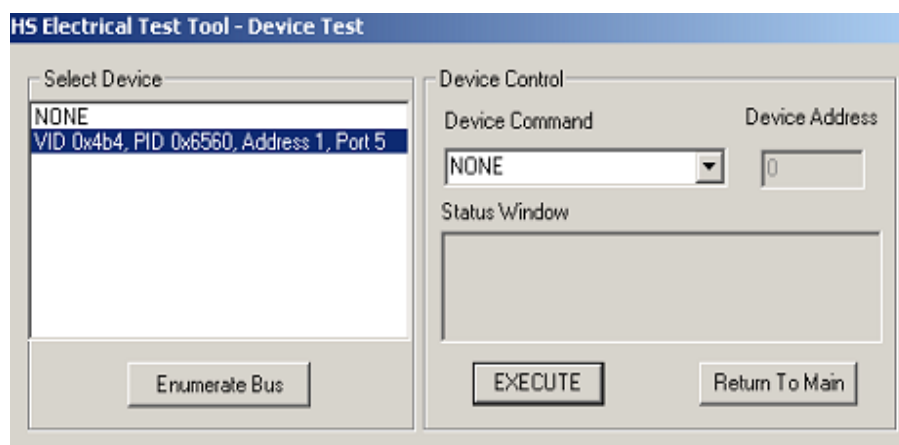 HS Electrical Test Tool - Device Test
Select Device
NONE
VID 0x4b4, PID 0x6560, Address 1, Port 5
Enumerate Bus
Device Control
Device Command
Device Address
NONE
0
Status Window
EXECUTE
Return To Main